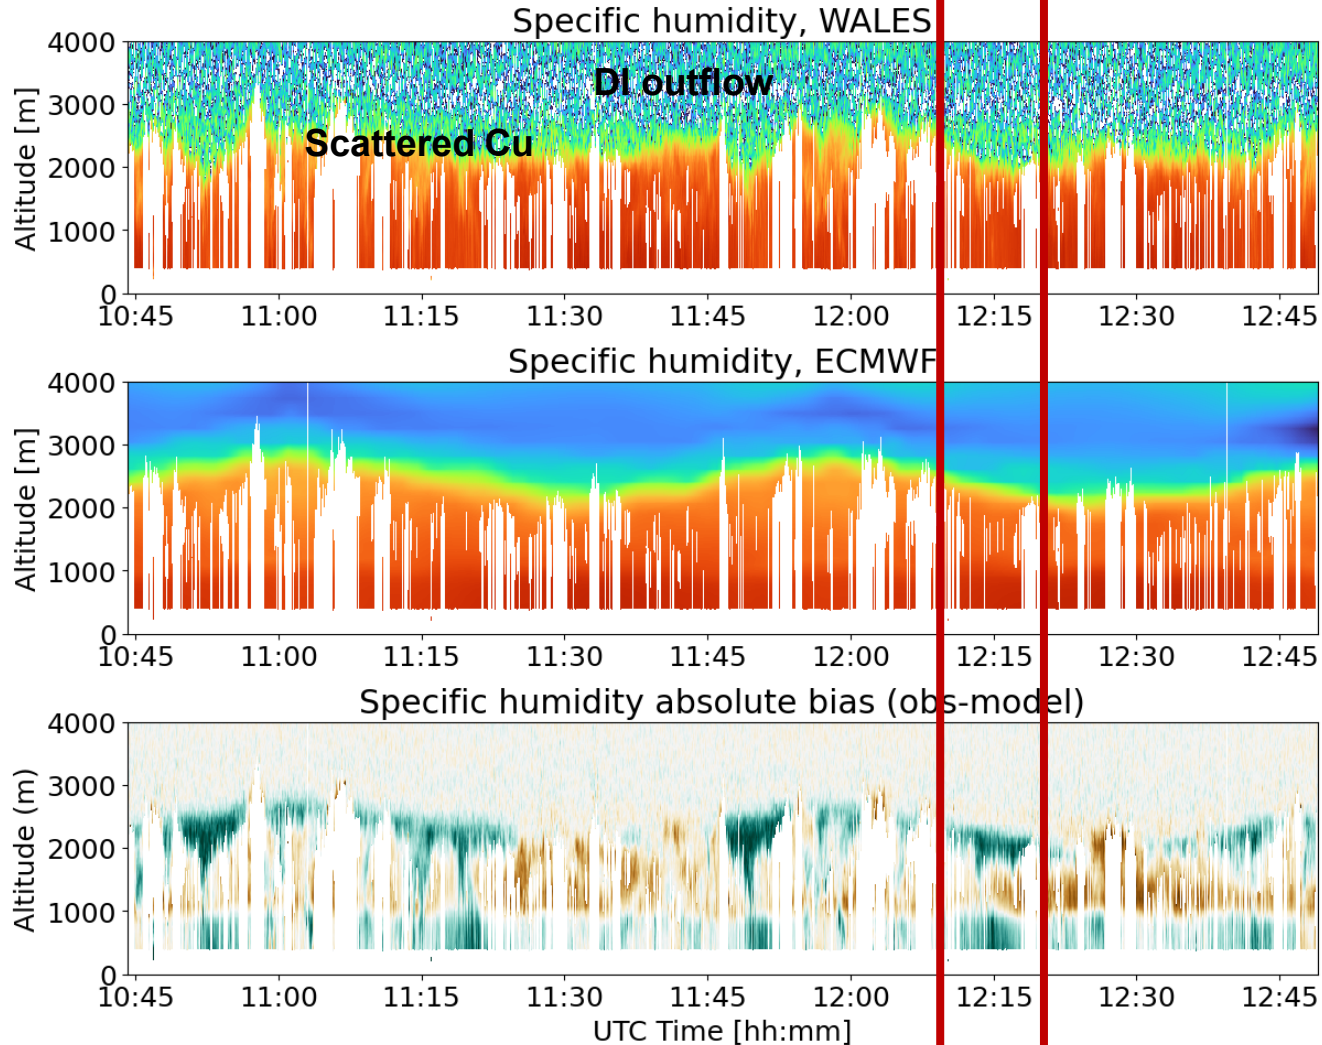 Specific humidity, WALES
Altitude [m]
4000
3000
2000
1000
0
DI outflow
Scattered Cu
10:45 11:00 11:15 11:30 11:45 12:00 12:15 12:30 12:45
Specific humidity, ECMWF
Altitude [m]
4000
3000
2000
1000
0
10:45 11:00 11:15 11:30 11:45 12:00 12:15 12:30 12:45
Specific humidity absolute bias (obs-model)
Altitude (m)
4000
3000
2000
1000
0
10:45 11:00 11:15 11:30 11:45 12:00 12:15 12:30 12:45
UTC Time [hh:mm]